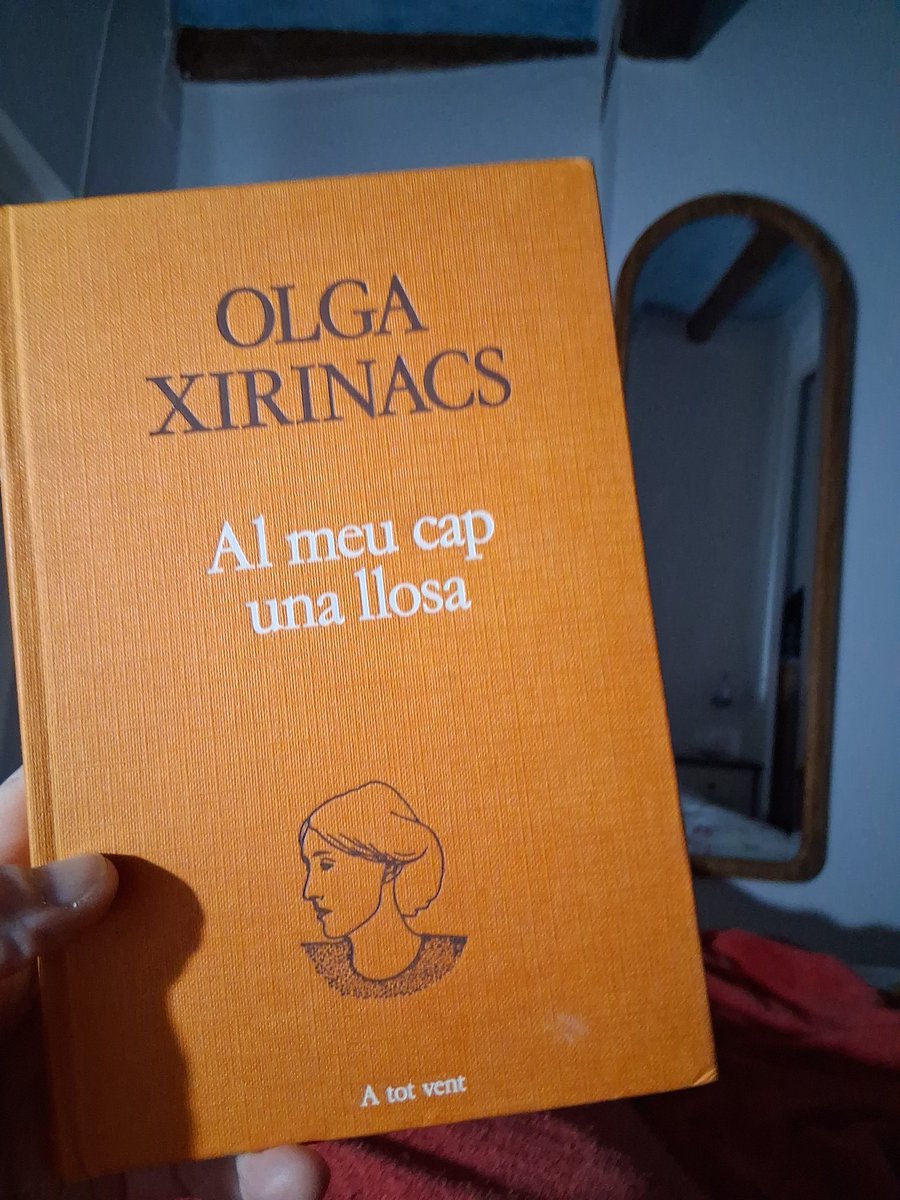 OLGA
XIRINACS
Al meu cap
una llosa
A tot vent